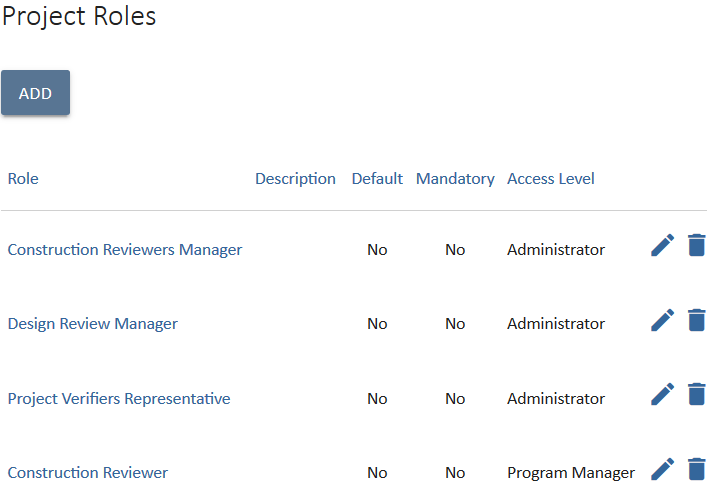 Project Roles
ADD
Role Description Default Mandatory Access Level
Construction Reviewers Manager No No Administrator
Design Review Manager No No Administrator
Project Verifiers Representative No No Administrator
Construction Reviewer No No Program Manager